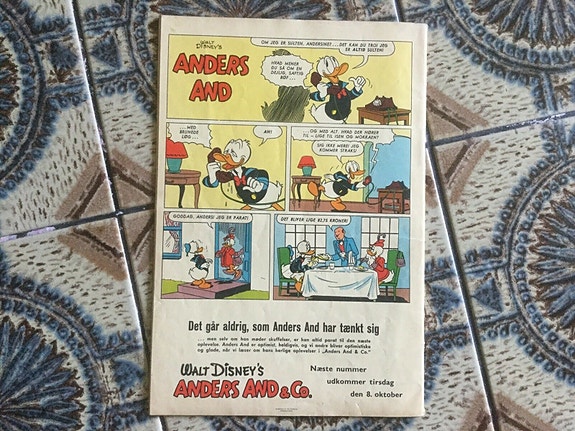 WALT
DISNEY'S
ANDERS
AND
OM JEG ER SULTEN, ANDERSINE?...DET KAN DU TRO! JEG
ER ALTID SULTEN!
HVAD MENER
DU SÅ OM EN
DEJLIG, SAFTIG
BØF...
...MED
BRUNEDE
LØG...
AH!
...OG MED ALT, HVAD DER HØRER
TIL – LIGE TIL ISEN OG MOKKAEN?
SIG IKKE MERE! JEG
KOMMER STRAKS!
GODDAG, ANDERS! JEG ER PARAT!
DET BLIVER LIGE 82,75 KRONER!
Det går aldrig, som Anders And har tænkt sig
... men selv om han møder skuffelser, er han altid parat til den næste
oplevelse. Anders And er optimist, heldigvis, og vi andre bliver optimistiske
og glade, når vi læser om hans herlige oplevelser i „Anders And & Co.“
WALT DISNEY'S
ANDERS AND & CO.
Næste nummer
udkommer tirsdag
den 8. oktober